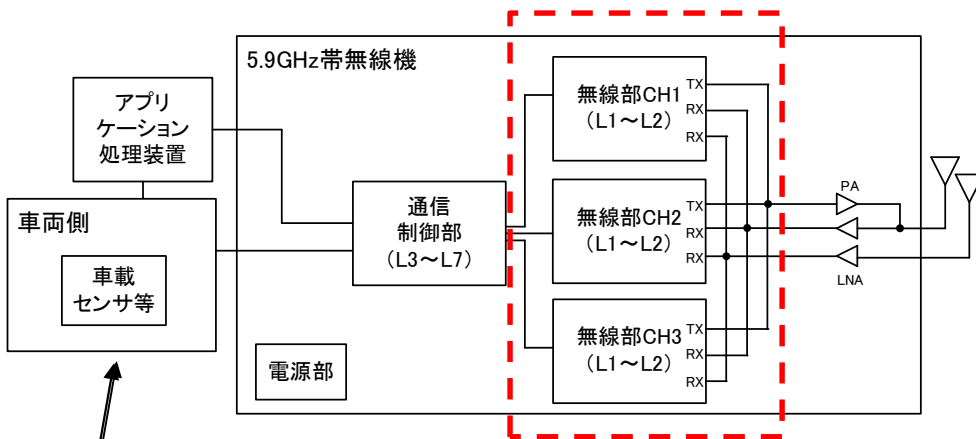 5.9GHz帯無線機
アプリ
ケーション
処理装置
車両側
車載
センサ等
通信
制御部
(L3~L7)
電源部
無線部CH1
(L1~L2)
TX
RX
RX
無線部CH2
(L1~L2)
TX
RX
RX
無線部CH3
(L1~L2)
TX
RX
RX
PA
LNA